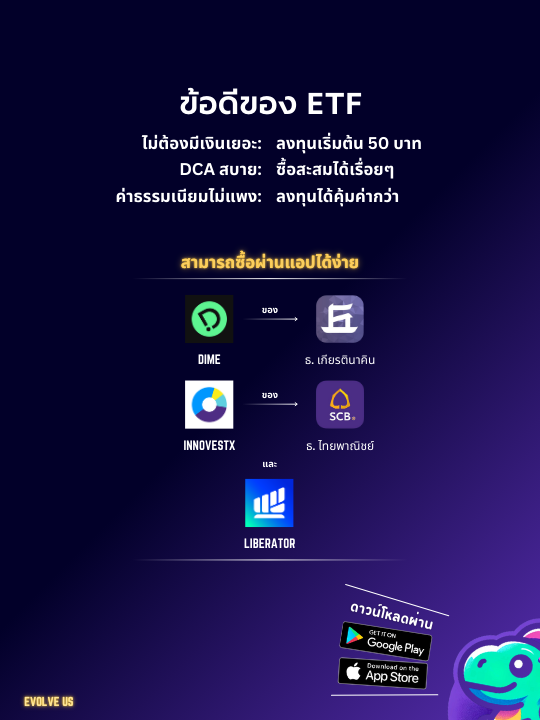 ข้อดีของ ETF
ไม่ต้องมีเงินเยอะ: ลงทุนเริ่มต้น 50 บาท
DCA สบาย: ซื้อสะสมได้เรื่อยๆ
ค่าธรรมเนียมไม่แพง: ลงทุนได้คุ้มค่ากว่า
สามารถซื้อผ่านแอปได้ง่าย
ของ
DIME
ธ. เกียรตินาคิน
ของ
SCB
INNOVESTX
ธ. ไทยพาณิชย์
และ
LIBERATOR
ดาวน์โหลดผ่าน
GET IT ON
Google Play
Download on the
App Store
EVOLVE US